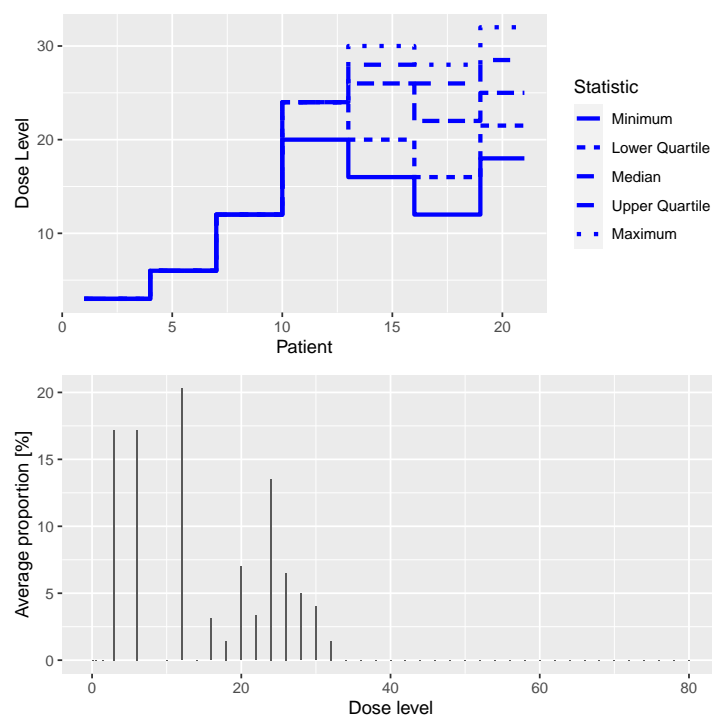 30
20
10
Dose Level
0
5
10
15
20
Patient
Statistic
Minimum
Lower Quartile
Median
Upper Quartile
Maximum
20
15
10
5
0
Average proportion [%]
0
20
40
60
80
Dose level